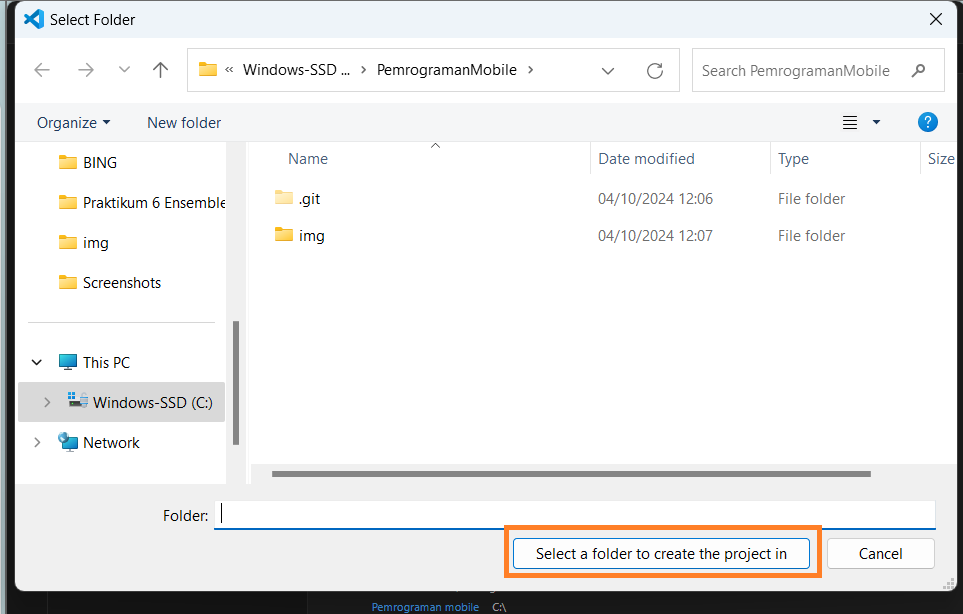 Select Folder
« Windows-SSD ... > PemrogramanMobile >
Search PemrogramanMobile
Organize
New folder
?
BING
Praktikum 6 Ensemble
img
Screenshots
This PC
Windows-SSD (C:)
Network
Name Date modified Type Size
.git 04/10/2024 12:06 File folder
img 04/10/2024 12:07 File folder
Folder:
Select a folder to create the project in
Cancel
Pemrograman mobile C:\